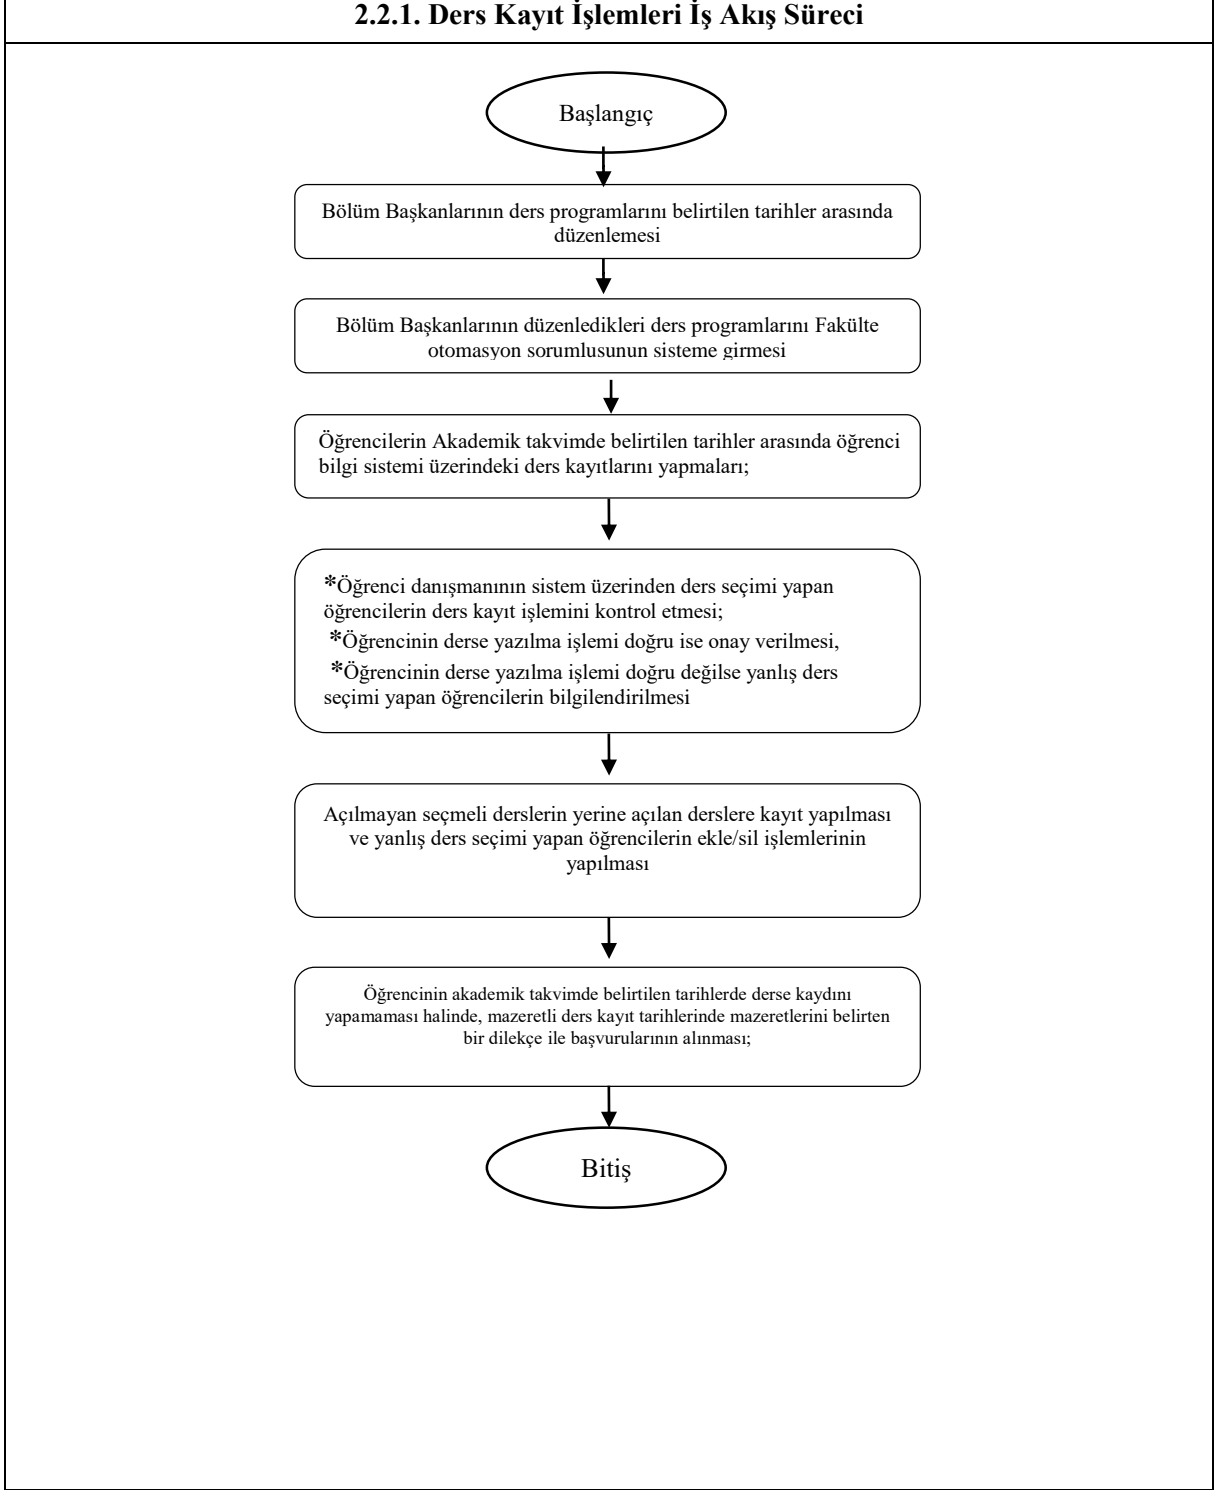 2.2.1. Ders Kayıt İşlemleri İş Akış Süreci
Başlangıç
Bölüm Başkanlarının ders programlarını belirtilen tarihler arasında
düzenlemesi
Bölüm Başkanlarının düzenledikleri ders programlarını Fakülte
otomasyon sorumlusunun sisteme girmesi
Öğrencilerin Akademik takvimde belirtilen tarihler arasında öğrenci
bilgi sistemi üzerindeki ders kayıtlarını yapmaları;
*Öğrenci danışmanının sistem üzerinden ders seçimi yapan
öğrencilerin ders kayıt işlemini kontrol etmesi;
*Öğrencinin derse yazılma işlemi doğru ise onay verilmesi,
*Öğrencinin derse yazılma işlemi doğru değilse yanlış ders
seçimi yapan öğrencilerin bilgilendirilmesi
Açılmayan seçmeli derslerin yerine açılan derslere kayıt yapılması
ve yanlış ders seçimi yapan öğrencilerin ekle/sil işlemlerinin
yapılması
Öğrencinin akademik takvimde belirtilen tarihlerde derse kaydını
yapamaması halinde, mazeretli ders kayıt tarihlerinde mazeretlerini belirten
bir dilekçe ile başvurularının alınması;
Bitiş